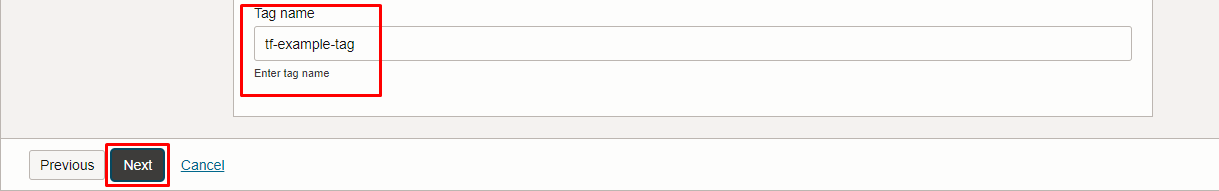 Tag name
tf-example-tag
Enter tag name
Previous Next Cancel